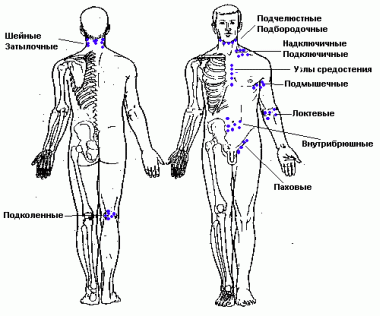 Шейные
Затылочные
Подколенные
Подчелюстные
Подбородочные
Надключичные
Подключичные
Узлы средостения
Подмышечные
Локтевые
Внутрибрюшные
Паховые